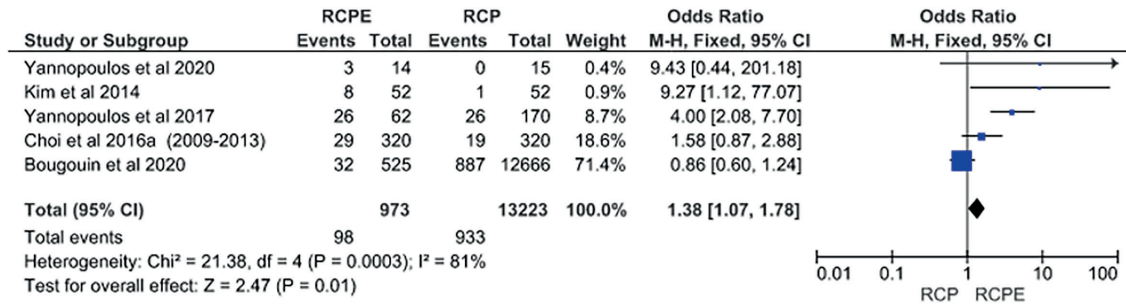 RCPE RCP Odds Ratio Odds Ratio
Study or Subgroup Events Total Events Total Weight M-H, Fixed, 95% CI M-H, Fixed, 95% CI
Yannopoulos et al 2020 3 14 0 15 0.4% 9.43 [0.44, 201.18]
Kim et al 2014 8 52 1 52 0.9% 9.27 [1.12, 77.07]
Yannopoulos et al 2017 26 62 26 170 8.7% 4.00 [2.08, 7.70]
Choi et al 2016a (2009-2013) 29 320 19 320 18.6% 1.58 [0.87, 2.88]
Bougouin et al 2020 32 525 887 12666 71.4% 0.86 [0.60, 1.24]
Total (95% CI) 973 13223 100.0% 1.38 [1.07, 1.78]
Total events 98 933
Heterogeneity: Chi² = 21.38, df = 4 (P = 0.0003); I² = 81%
Test for overall effect: Z = 2.47 (P = 0.01)
0.01 0.1 1 10 100
RCP RCPE